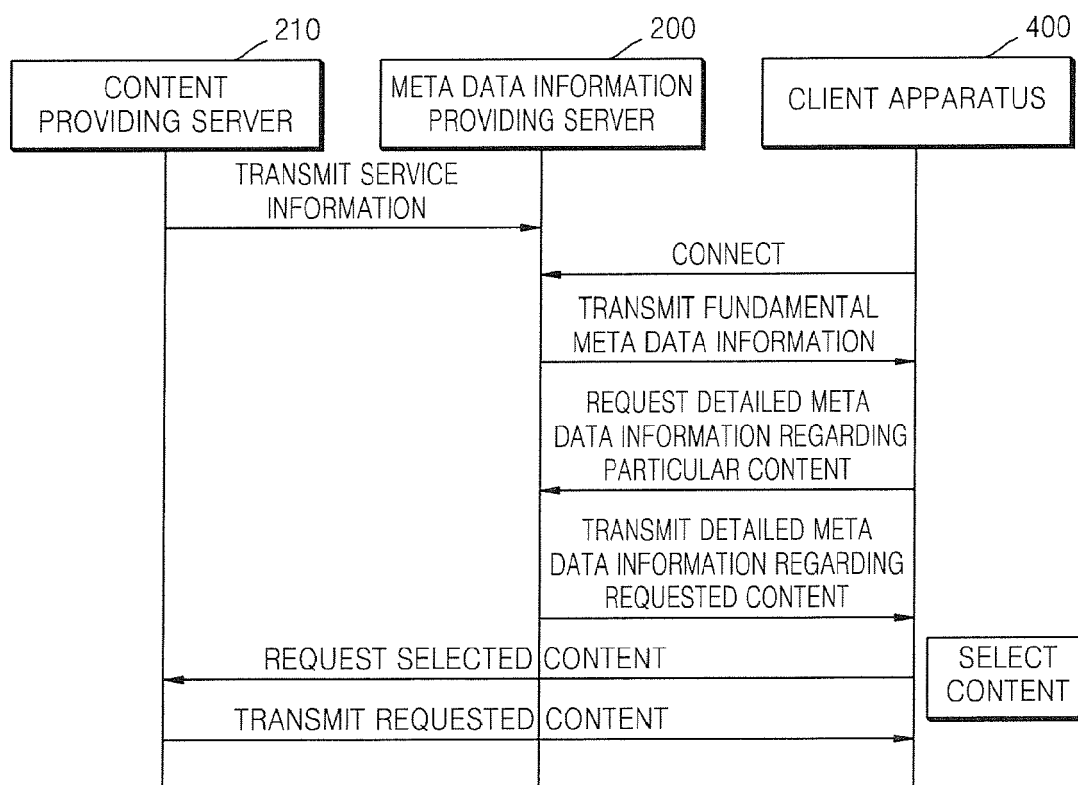 210
200
400
CONTENT
PROVIDING SERVER
META DATA INFORMATION
PROVIDING SERVER
CLIENT APPARATUS
TRANSMIT SERVICE
INFORMATION
CONNECT
TRANSMIT FUNDAMENTAL
META DATA INFORMATION
REQUEST DETAILED META
DATA INFORMATION REGARDING
PARTICULAR CONTENT
TRANSMIT DETAILED META
DATA INFORMATION REGARDING
REQUESTED CONTENT
REQUEST SELECTED CONTENT
SELECT
CONTENT
TRANSMIT REQUESTED CONTENT